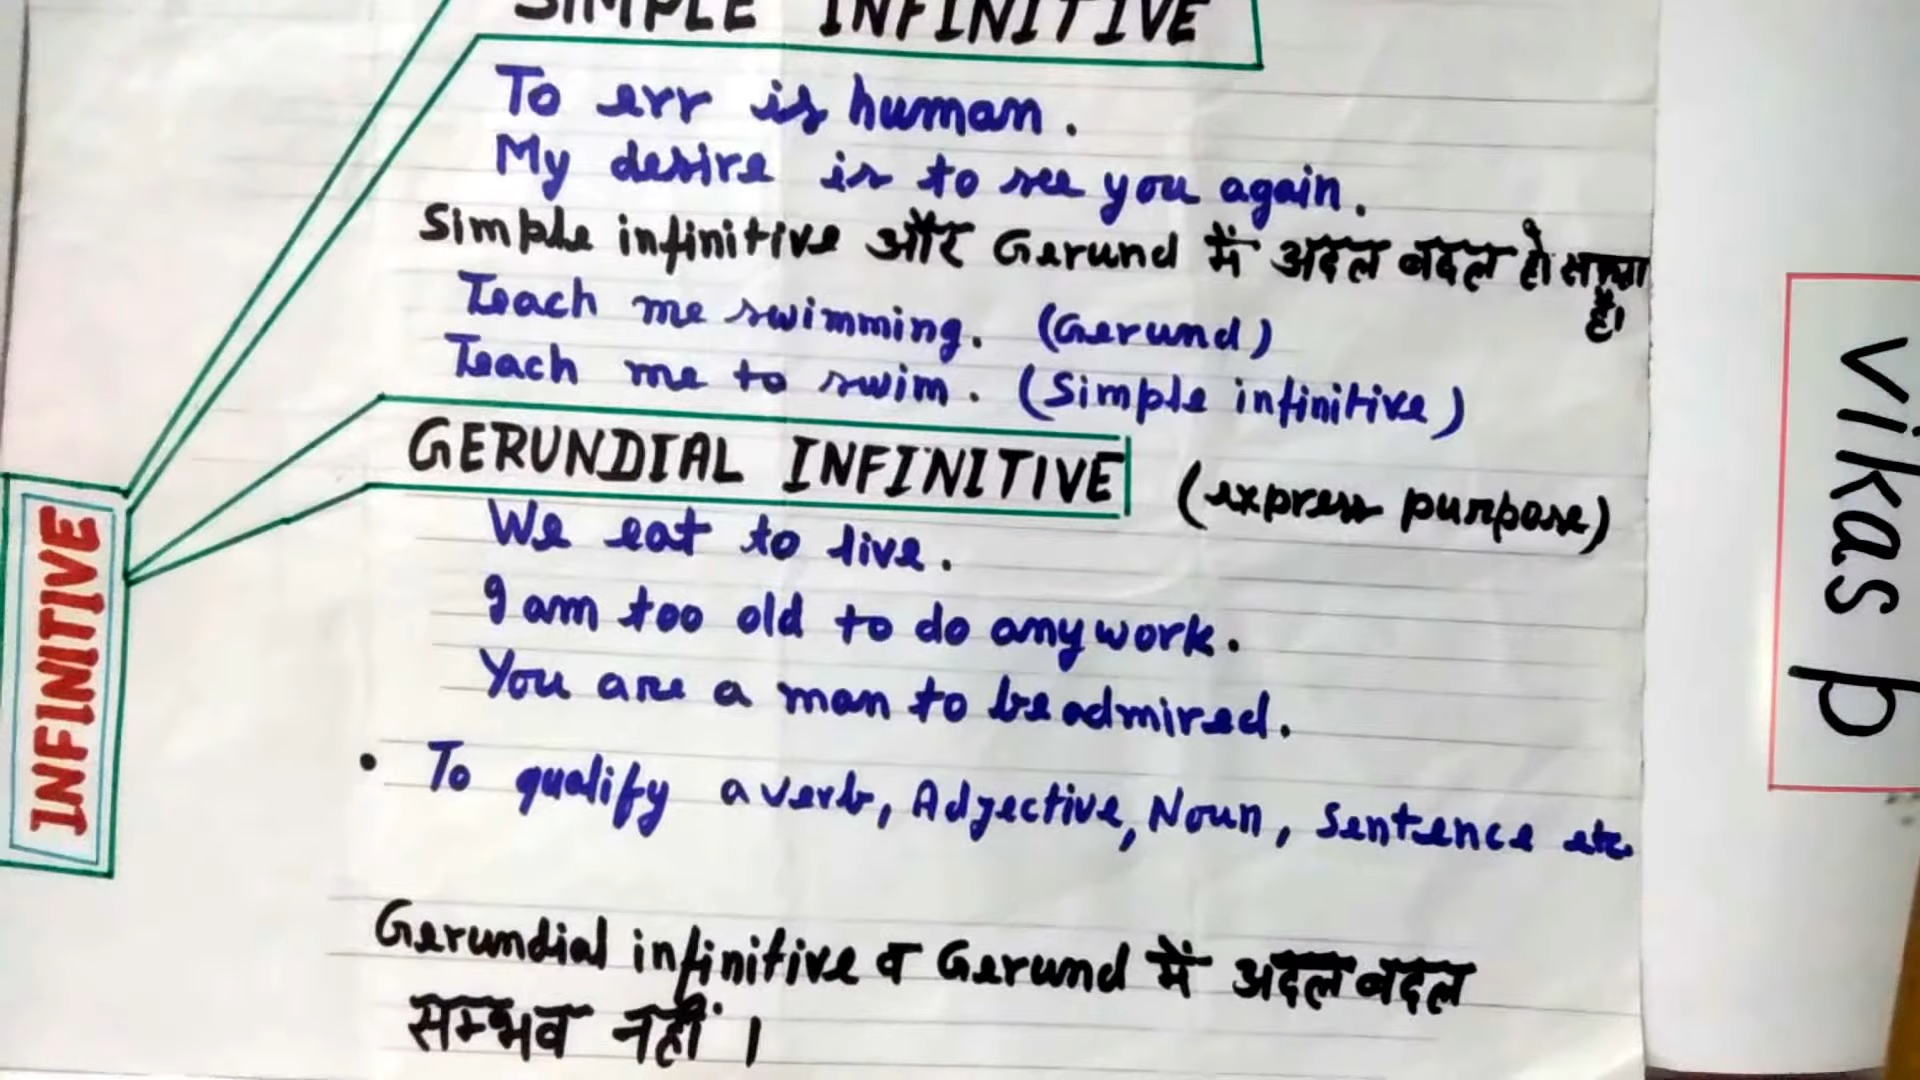 SIMPLE INFINITIVE
To err is human.
My desire is to see you again.
Simple infinitive और Gerund में अदल बदल हो सकता है।
Teach me swimming. (Gerund)
Teach me to swim. (Simple infinitive)
GERUNDIAL INFINITIVE (express purpose)
We eat to live.
I am too old to do any work.
You are a man to be admired.
• To qualify a verb, Adjective, Noun, Sentence etc.
Gerundial infinitive व Gerund में अदल बदल
सम्भव नहीं ।
INFINITIVE
Vikas p